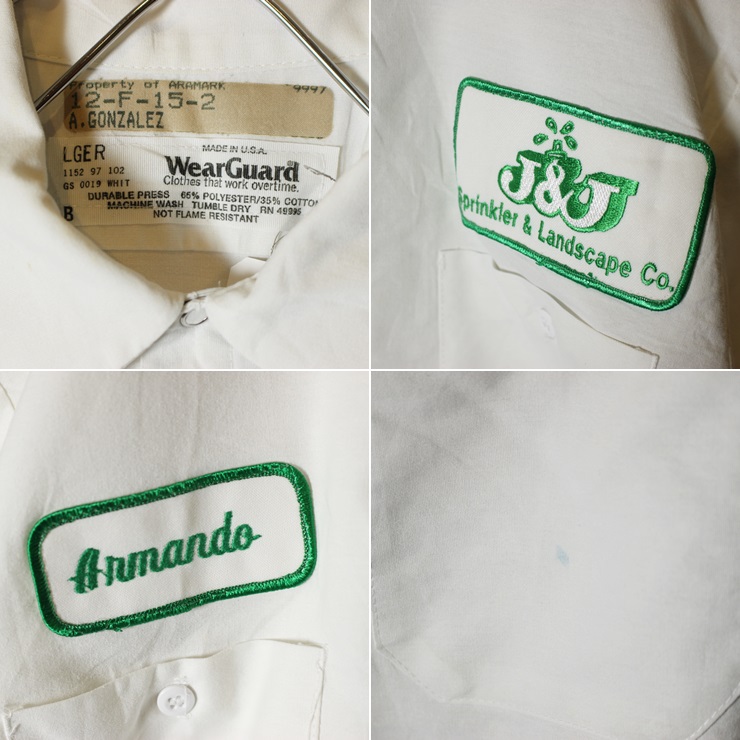 Property of ARAMARK 9997
12-F-15-2
A.GONZALEZ
LGER
MADE IN U.S.A.
1152 97 102
WearGuard®
GS 0019 WHIT
Clothes that work overtime.
DURABLE PRESS 65% POLYESTER/35% COTTON
MACHINE WASH TUMBLE DRY RN 46995
B
NOT FLAME RESISTANT
J&J
Sprinkler & Landscape Co.
Armando